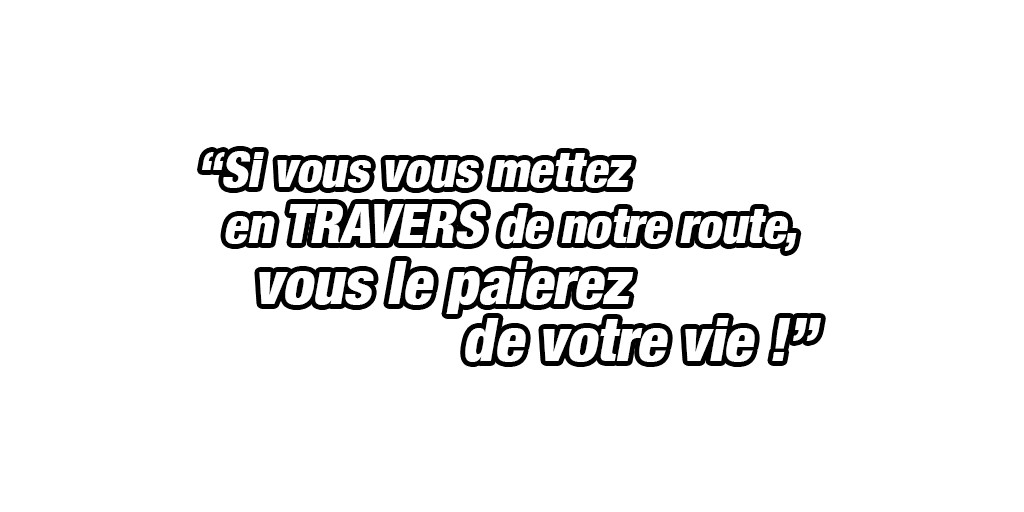 “Si vous vous mettez
en TRAVERS de notre route,
vous le paierez
de votre vie !”